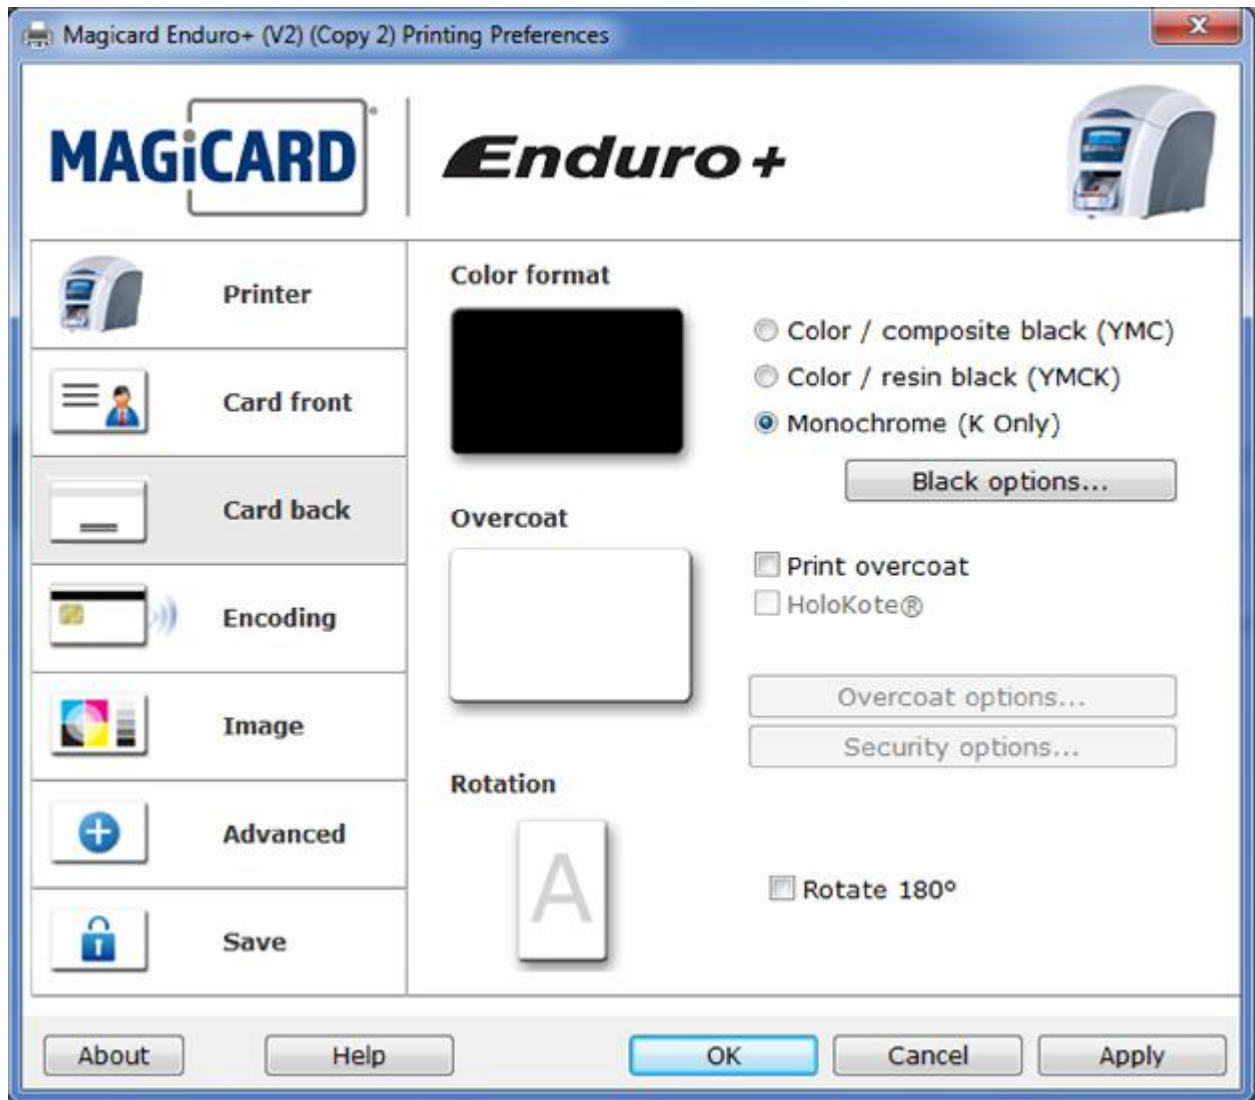 Magicard Enduro+ (V2) (Copy 2) Printing Preferences
MAGiCARD
Enduro+
Printer
Card front
Card back
Encoding
Image
Advanced
Save
Color format
Color / composite black (YMC)
Color / resin black (YMCK)
Monochrome (K Only)
Black options...
Overcoat
Print overcoat
HoloKote®
Overcoat options...
Security options...
Rotation
A
Rotate 180º
About
Help
OK
Cancel
Apply